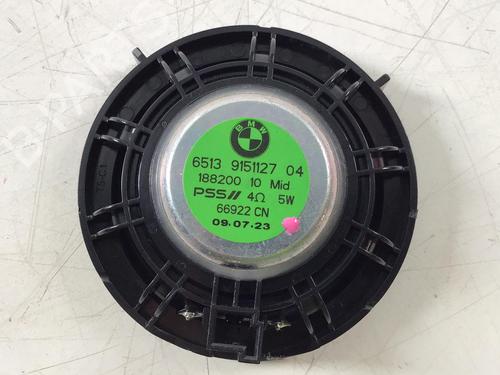 BMW
6513 9151127 04
188200 10 Mid
PSS// 4Ω 5W
66922 CN
09.07.23